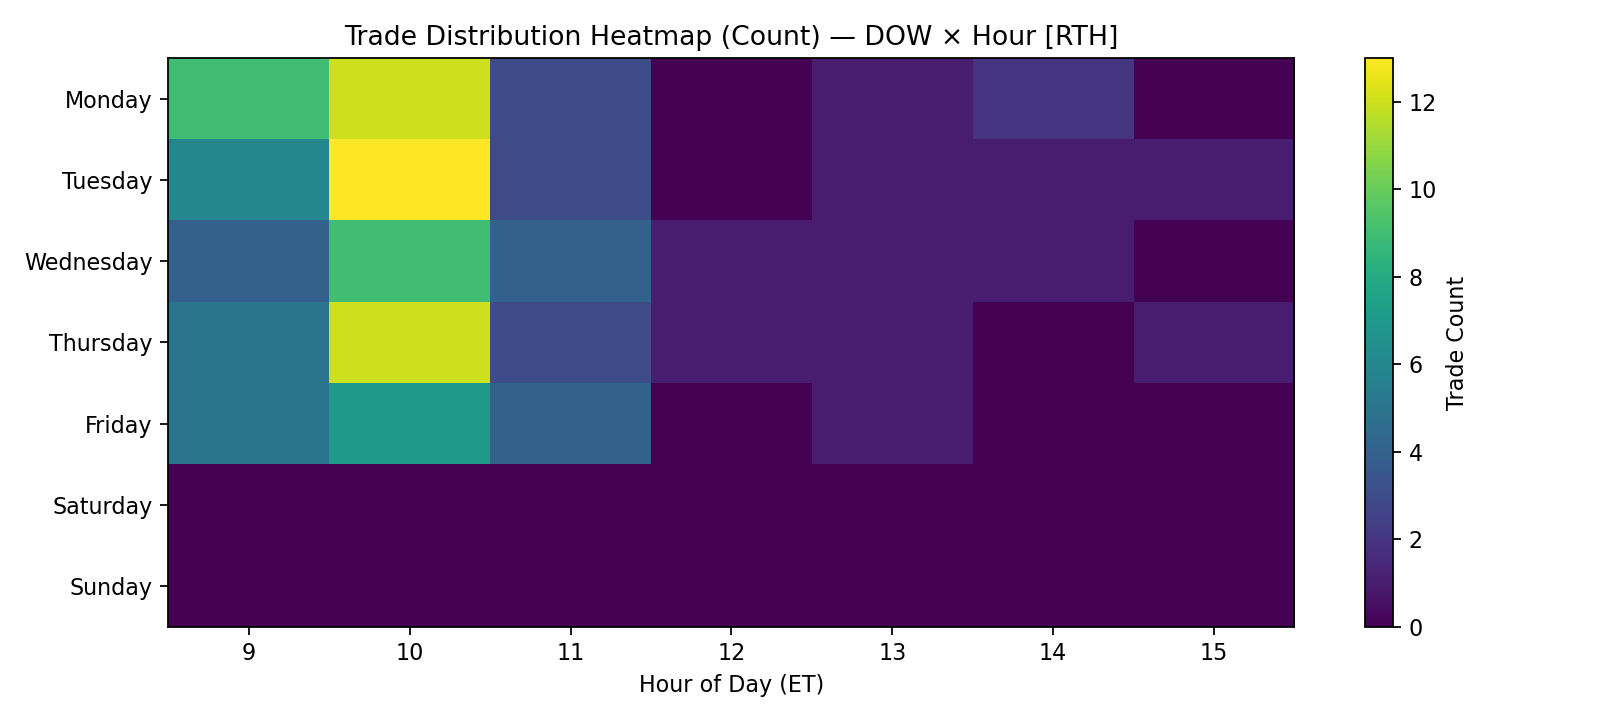 Trade Distribution Heatmap (Count) — DOW × Hour [RTH]
Monday
Tuesday
Wednesday
Thursday
Friday
Saturday
Sunday
9 10 11 12 13 14 15
Hour of Day (ET)
12
10
8
6
4
2
0
Trade Count